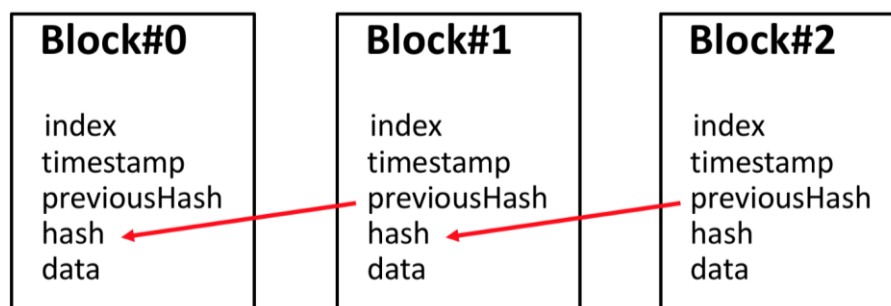 Block#0
index
timestamp
previousHash
hash
data
Block#1
index
timestamp
previousHash
hash
data
Block#2
index
timestamp
previousHash
hash
data